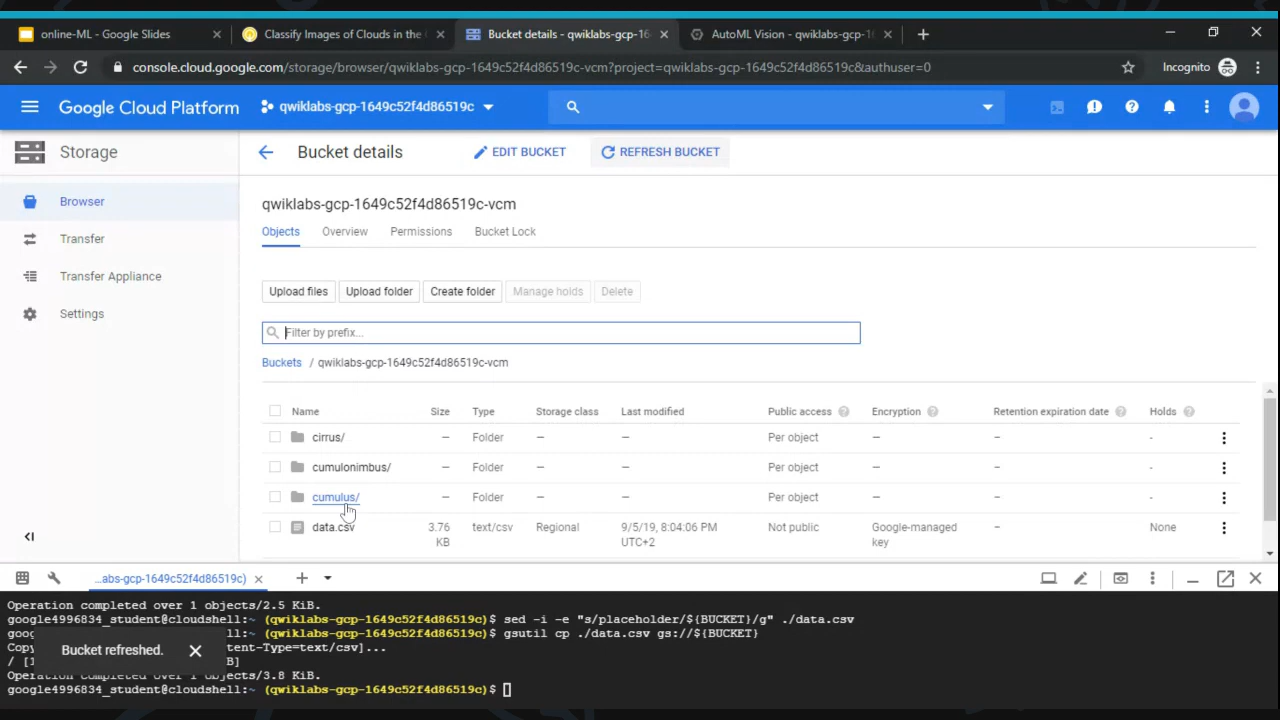 online-ML - Google Slides
Classify Images of Clouds in the
Bucket details - qwiklabs-gcp-16
AutoML Vision - qwiklabs-gcp-1
console.cloud.google.com/storage/browser/qwiklabs-gcp-1649c52f4d86519c-vcm?project=qwiklabs-gcp-1649c52f4d86519c&authuser=0
Incognito
Google Cloud Platform
qwiklabs-gcp-1649c52f4d86519c
Storage
Bucket details
EDIT BUCKET
REFRESH BUCKET
Browser
Transfer
Transfer Appliance
Settings
qwiklabs-gcp-1649c52f4d86519c-vcm
Objects Overview Permissions Bucket Lock
Upload files Upload folder Create folder Manage holds Delete
Filter by prefix...
Buckets / qwiklabs-gcp-1649c52f4d86519c-vcm
Name Size Type Storage class Last modified Public access Encryption Retention expiration date Holds
cirrus/ — Folder — — Per object — – -
cumulonimbus/ — Folder — — Per object — – -
cumulus/ — Folder — — Per object — – -
data.csv 3.76 KB text/csv Regional 9/5/19, 8:04:06 PM UTC+2 Not public Google-managed key – None
...abs-gcp-1649c52f4d86519c)
Operation completed over 1 objects/2.5 KiB.
google4996834_student@cloudshell:~ (qwiklabs-gcp-1649c52f4d86519c)$ sed -i -e "s/placeholder/${BUCKET}/g" ./data.csv
goog (qwiklabs-gcp-1649c52f4d86519c)$ gsutil cp ./data.csv gs://${BUCKET}
Copy tent-Type=text/csv]...
/ [1 B]
Operation completed over 1 objects/3.8 KiB.
google4996834_student@cloudshell:~ (qwiklabs-gcp-1649c52f4d86519c)$
Bucket refreshed.